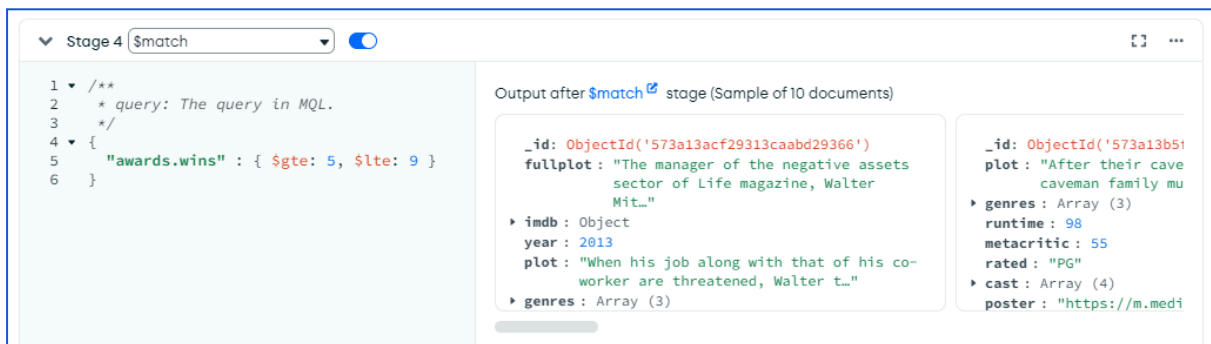 Stage 4 $match
1 /**
2 * query: The query in MQL.
3 */
4 {
5 "awards.wins" : { $gte: 5, $lte: 9 }
6 }
Output after $match stage (Sample of 10 documents)
_id: ObjectId('573a13acf29313caabd29366')
fullplot : "The manager of the negative assets
sector of Life magazine, Walter
Mit…"
imdb : Object
year : 2013
plot : "When his job along with that of his co-
worker are threatened, Walter t…"
genres : Array (3)
_id: ObjectId('573a13b5f
plot : "After their cave
caveman family mu
genres : Array (3)
runtime : 98
metacritic : 55
rated : "PG"
cast : Array (4)
poster : "https://m.medi